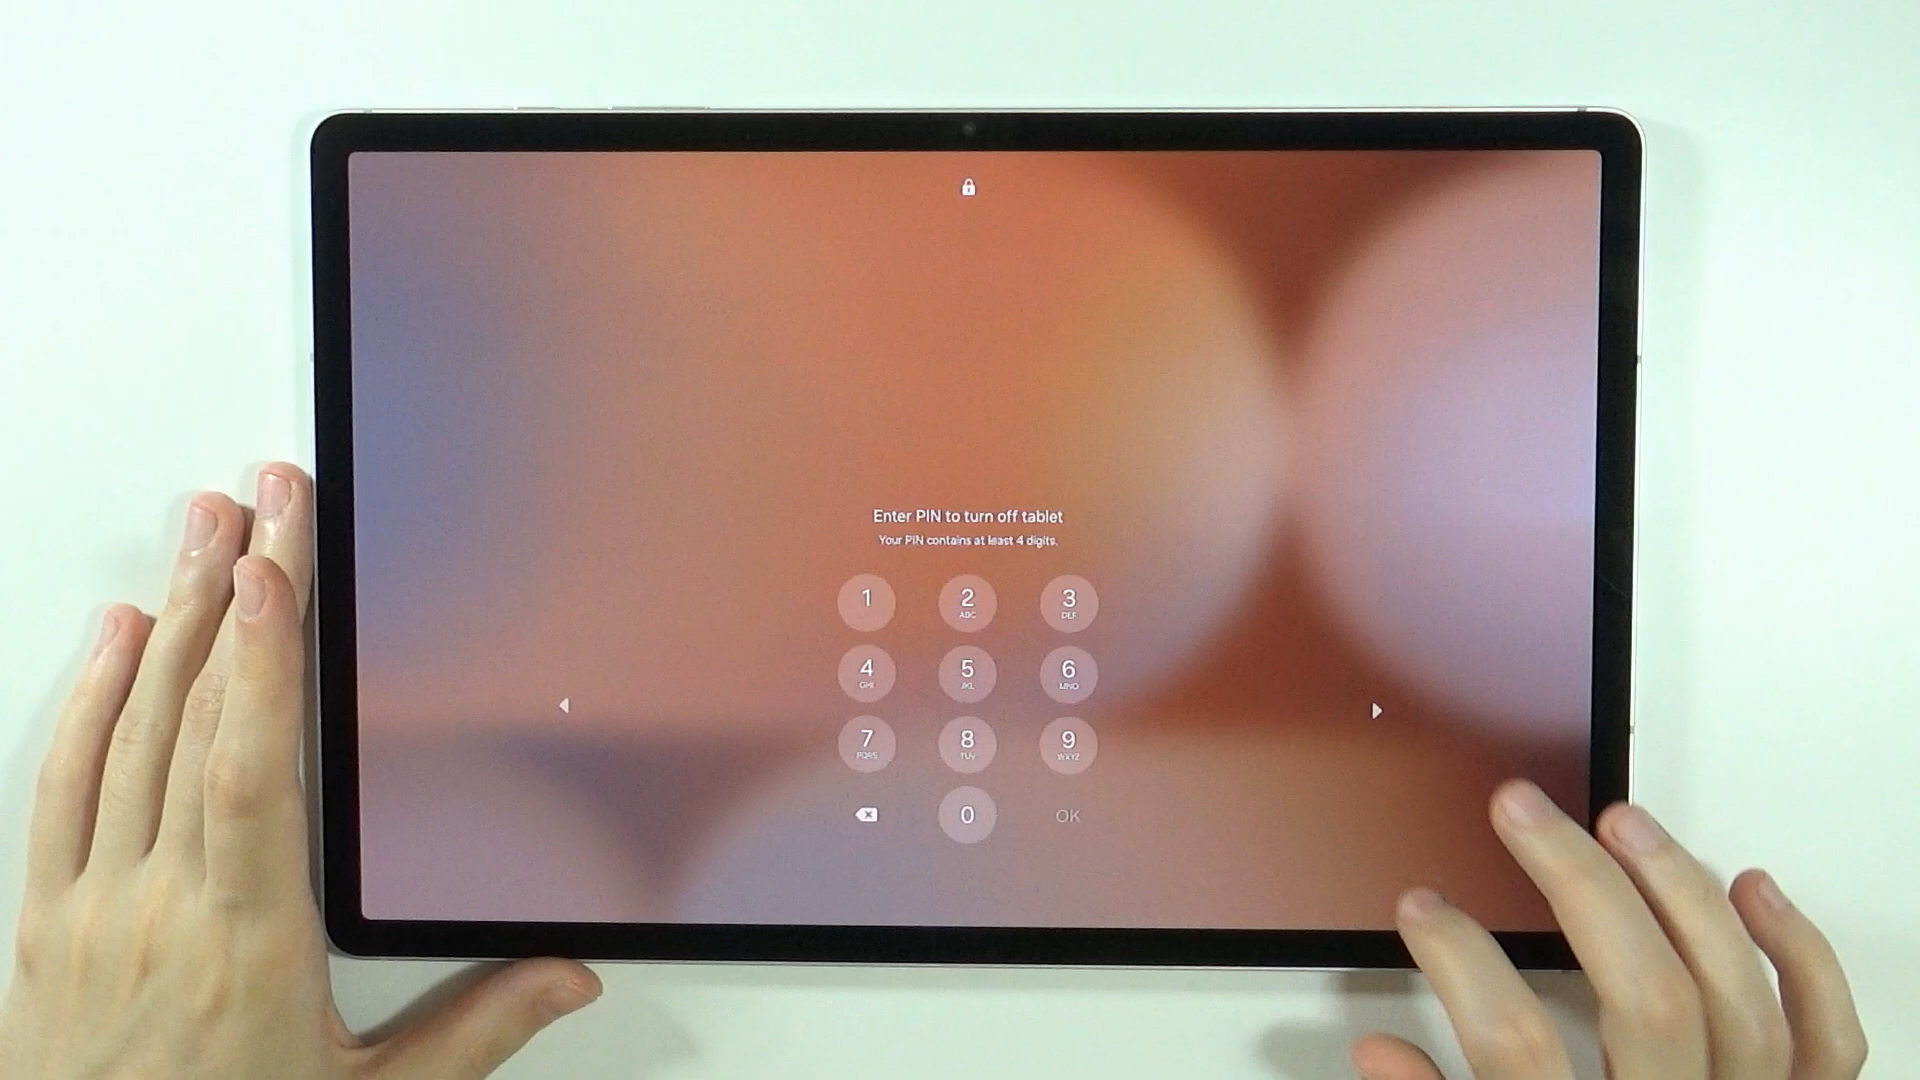 Enter PIN to turn off tablet
Your PIN contains at least 4 digits.
1 2 3
ABC DEF
4 5 6
GHI JKL MNO
7 8 9
PQRS TUV WXYZ
0 OK